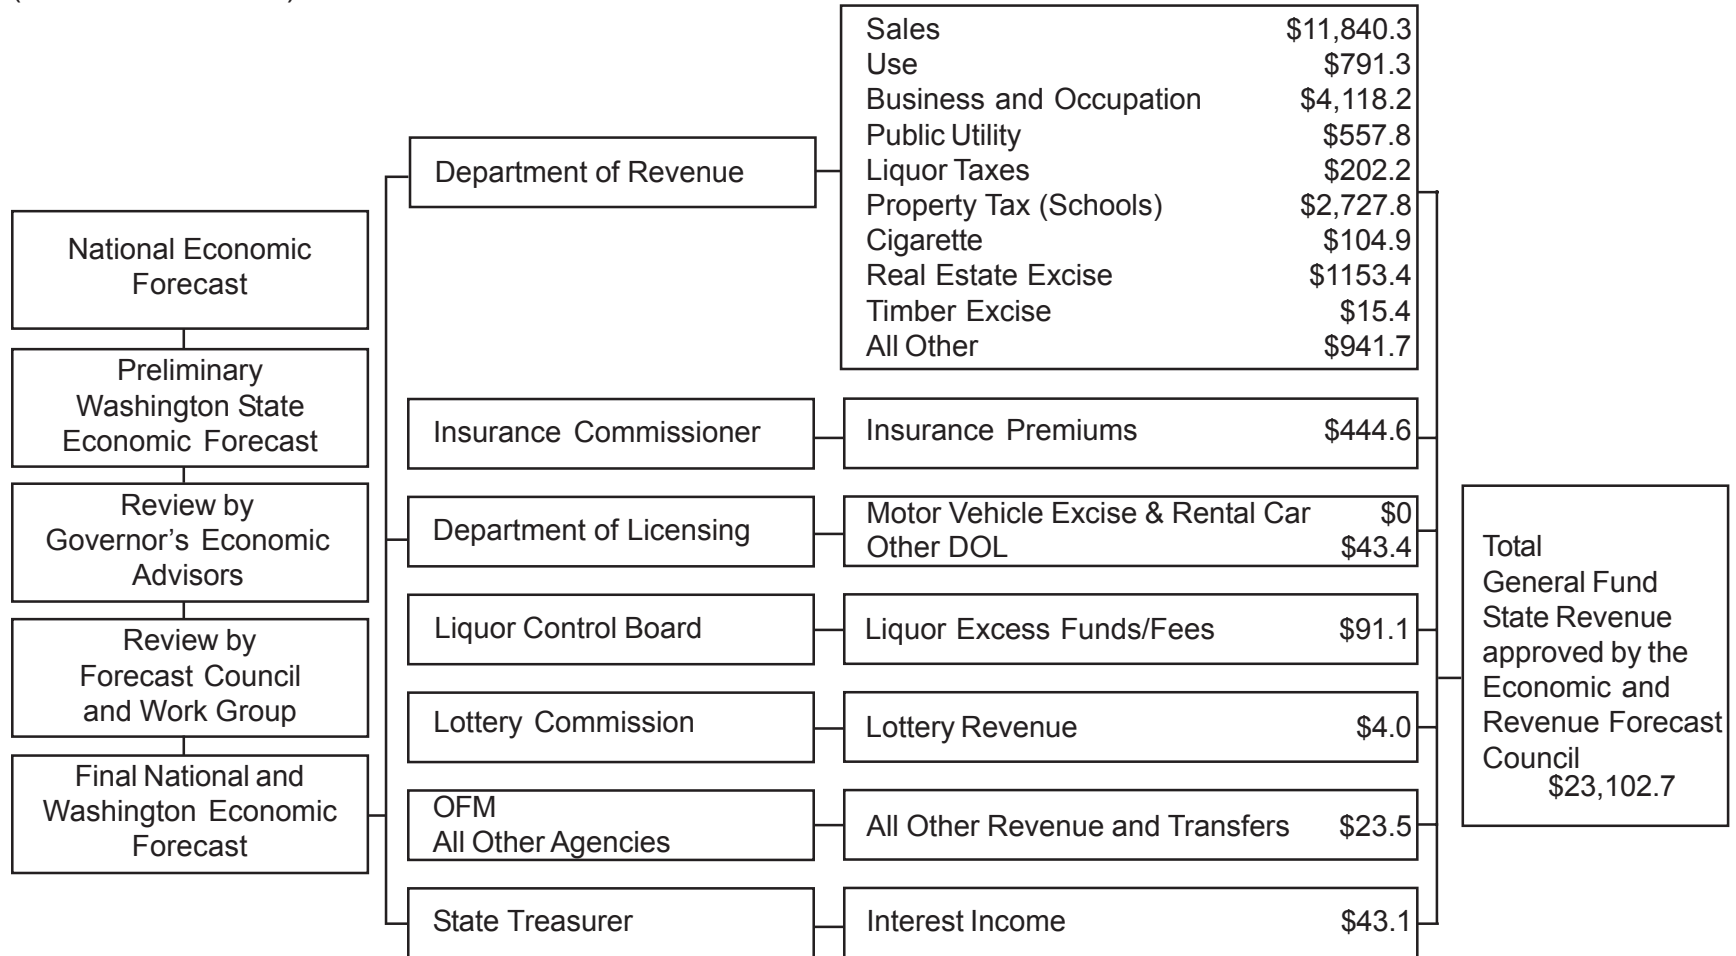 National Economic
Forecast
Preliminary
Washington State
Economic Forecast
Review by
Governor’s Economic
Advisors
Review by
Forecast Council
and Work Group
Final National and
Washington Economic
Forecast
Department of Revenue
Sales $11,840.3
Use $791.3
Business and Occupation $4,118.2
Public Utility $557.8
Liquor Taxes $202.2
Property Tax (Schools) $2,727.8
Cigarette $104.9
Real Estate Excise $1153.4
Timber Excise $15.4
All Other $941.7
Insurance Commissioner
Insurance Premiums $444.6
Department of Licensing
Motor Vehicle Excise & Rental Car $0
Other DOL $43.4
Liquor Control Board
Liquor Excess Funds/Fees $91.1
Lottery Commission
Lottery Revenue $4.0
OFM
All Other Agencies
All Other Revenue and Transfers $23.5
State Treasurer
Interest Income $43.1
Total
General Fund
State Revenue
approved by the
Economic and
Revenue Forecast
Council
$23,102.7